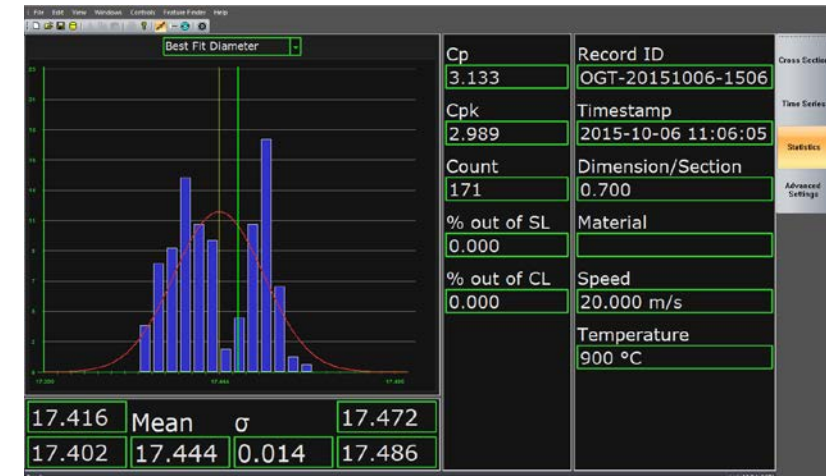 File Edit View Windows Controls Feature Finder Help
Best Fit Diameter
17.444
Cp
3.133
Cpk
2.989
Count
171
% out of SL
0.000
% out of CL
0.000
Record ID
OGT-20151006-1506
Timestamp
2015-10-06 11:06:05
Dimension/Section
0.700
Material
Speed
20.000 m/s
Temperature
900 °C
Cross Section
Time Series
Statistics
Advanced
Settings
17.416 Mean σ 17.472
17.402 17.444 0.014 17.486